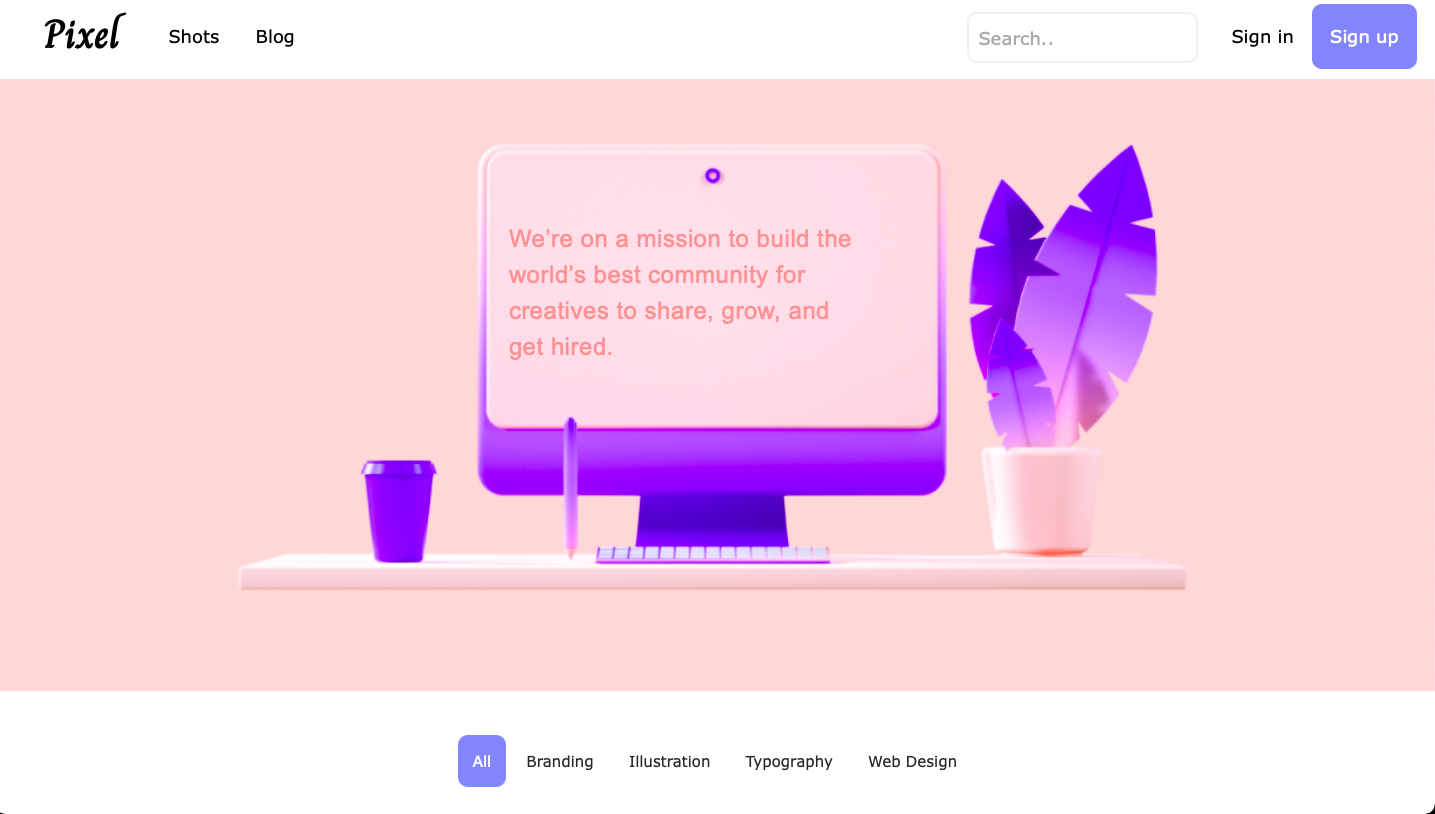 Pixel
Shots
Blog
Search..
Sign in
Sign up
We’re on a mission to build the
world’s best community for
creatives to share, grow, and
get hired.
All
Branding
Illustration
Typography
Web Design